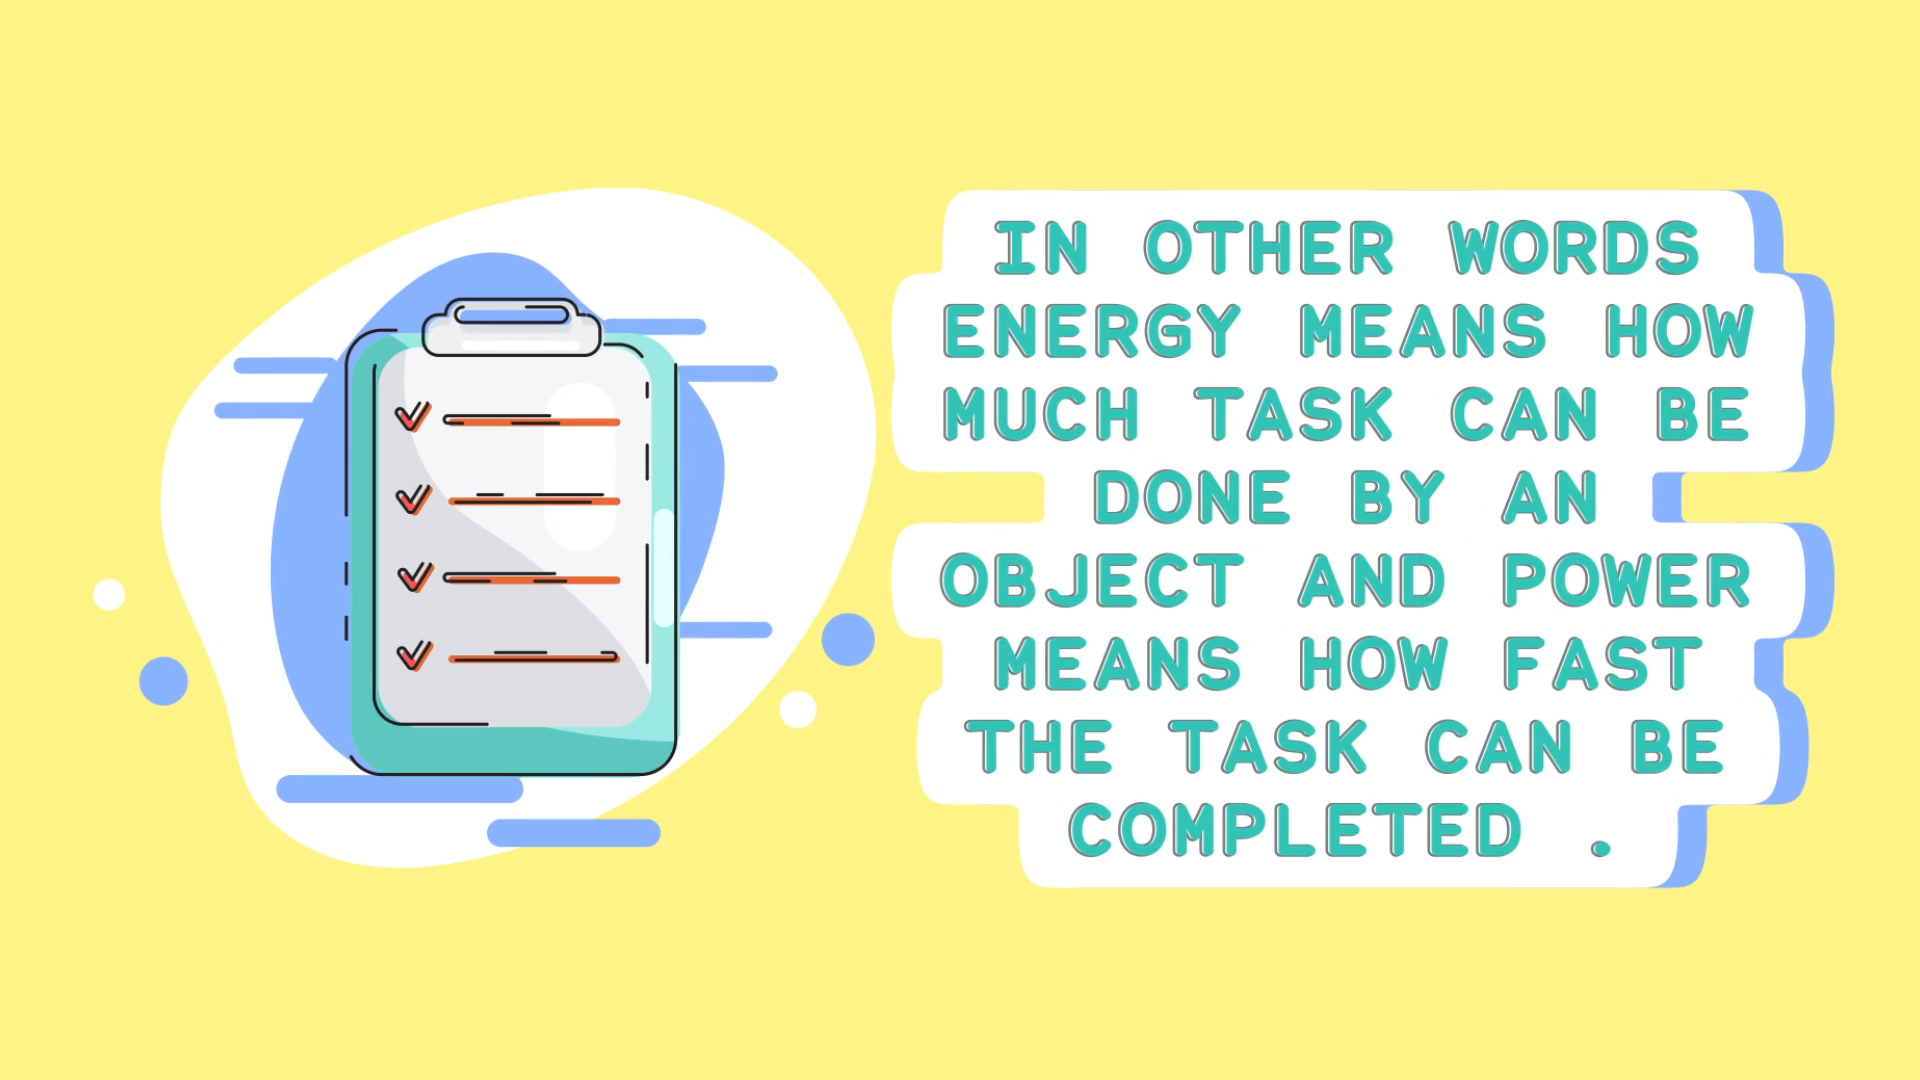 IN OTHER WORDS
ENERGY MEANS HOW
MUCH TASK CAN BE
DONE BY AN
OBJECT AND POWER
MEANS HOW FAST
THE TASK CAN BE
COMPLETED .